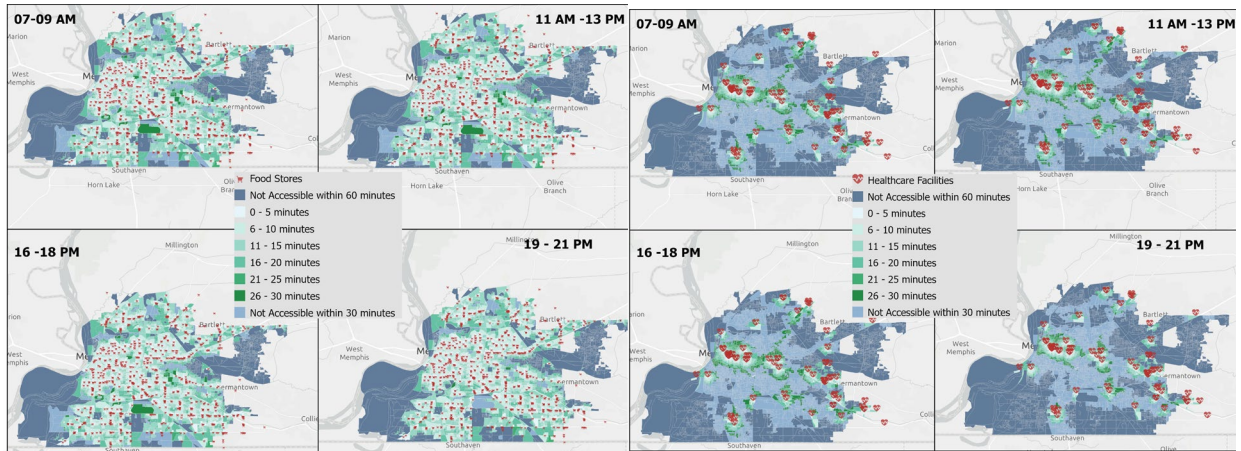 07-09 AM
11 AM -13 PM
Marion
Bartlett
West
Memphis
ermantown
Southaven
Horn Lake
Olive
Branch
Food Stores
Not Accessible within 60 minutes
0 - 5 minutes
6 - 10 minutes
11 - 15 minutes
16 - 20 minutes
21 - 25 minutes
26 - 30 minutes
Not Accessible within 30 minutes
16 -18 PM
19 - 21 PM
Millington
Bartlett
West
Memphis
ermantown
Southaven
07-09 AM
11 AM -13 PM
Marion
Bartlett
West
Memphis
ermantown
Southaven
Horn Lake
Olive
Branch
Healthcare Facilities
Not Accessible within 60 minutes
0 - 5 minutes
6 - 10 minutes
11 - 15 minutes
16 - 20 minutes
21 - 25 minutes
26 - 30 minutes
Not Accessible within 30 minutes
16 -18 PM
19 - 21 PM
Millington
Bartlett
West
Memphis
ermantown
Southaven
Olive